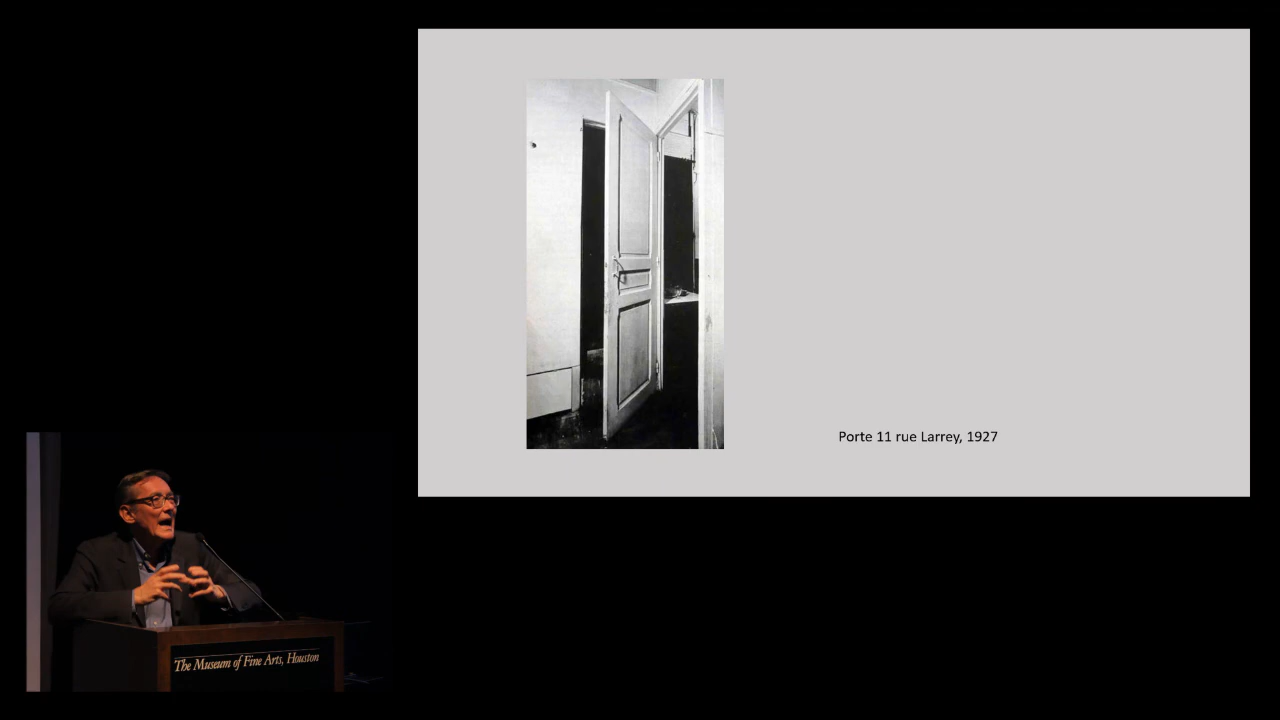 Porte 11 rue Larrey, 1927
The Museum of Fine Arts, Houston